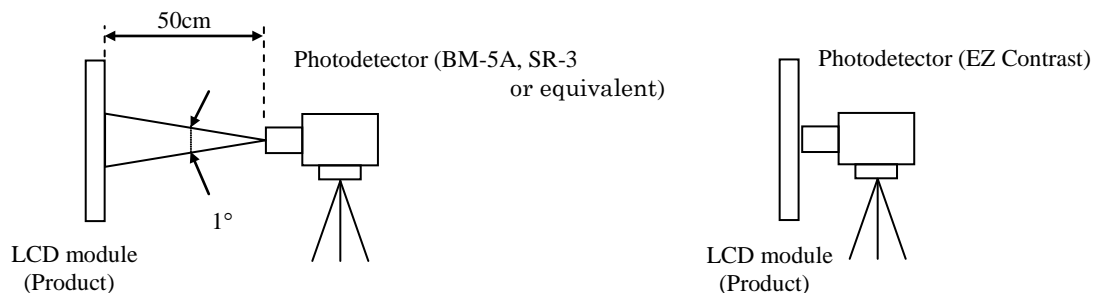 50cm
Photodetector (BM-5A, SR-3
or equivalent)
1°
LCD module
(Product)
Photodetector (EZ Contrast)
LCD module
(Product)